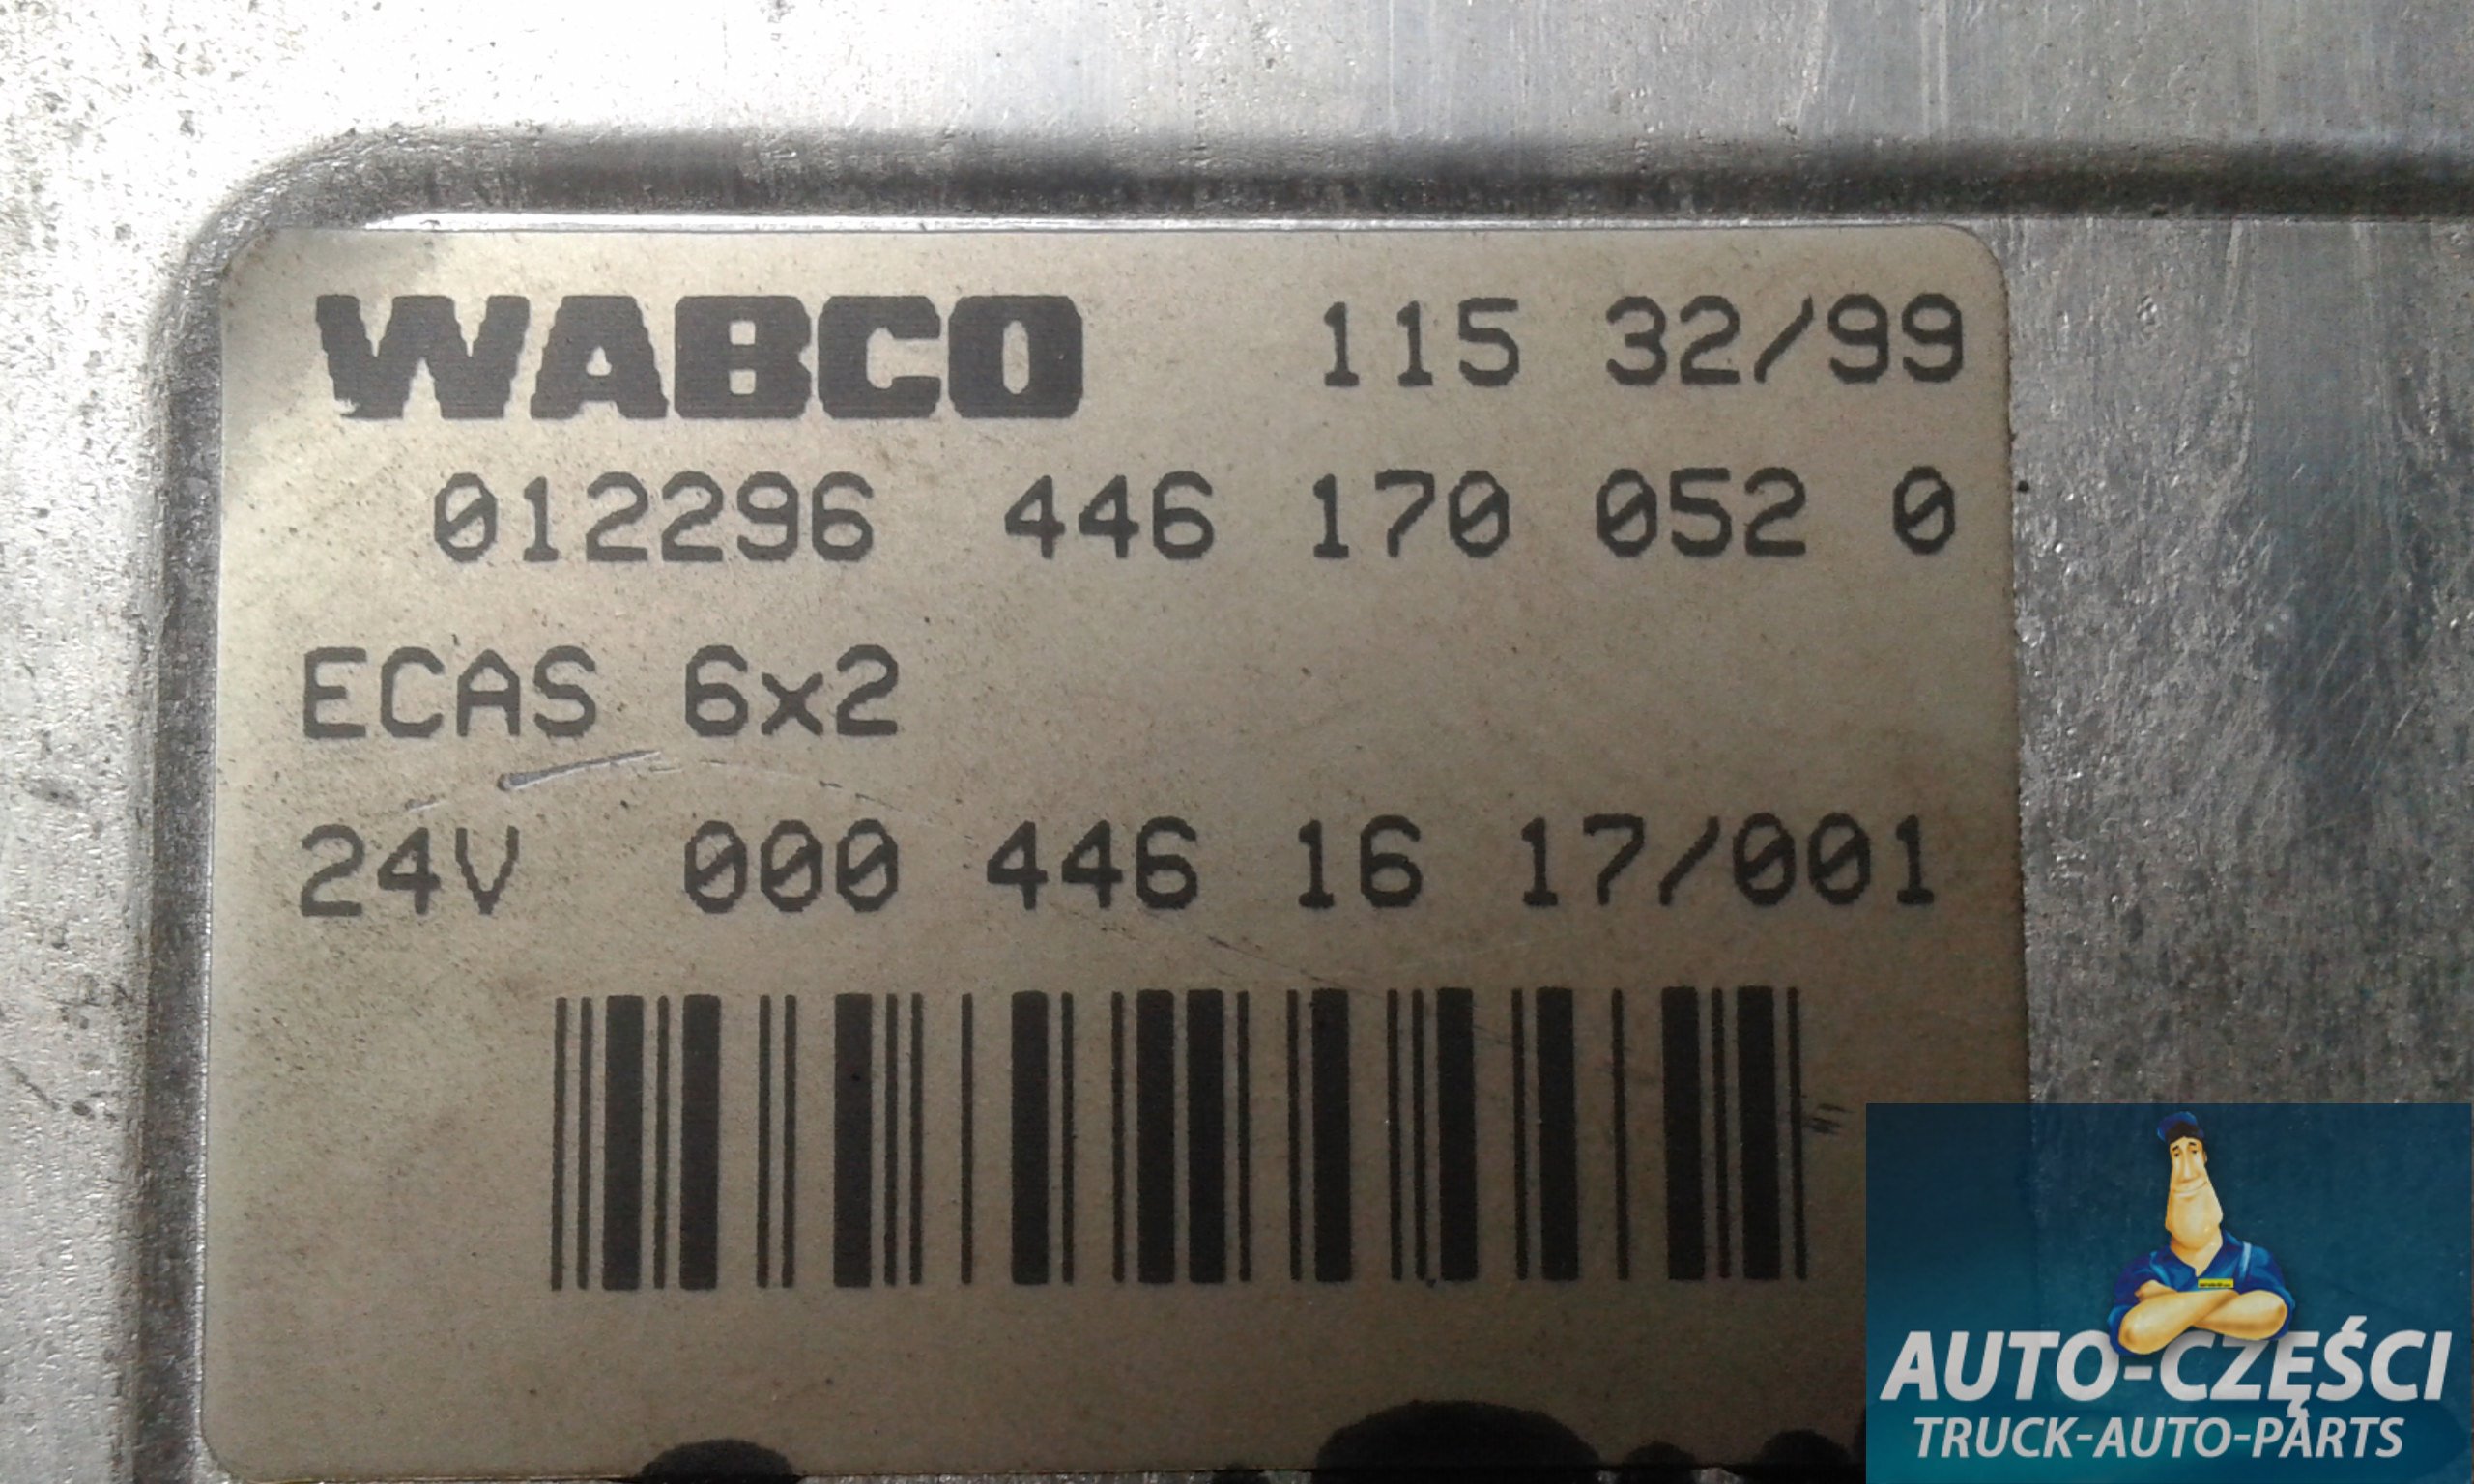 WABCO 115 32/99
012296 446 170 052 0
ECAS 6x2
24V 000 446 16 17/001
AUTO-CZĘŚCI
TRUCK-AUTO-PARTS